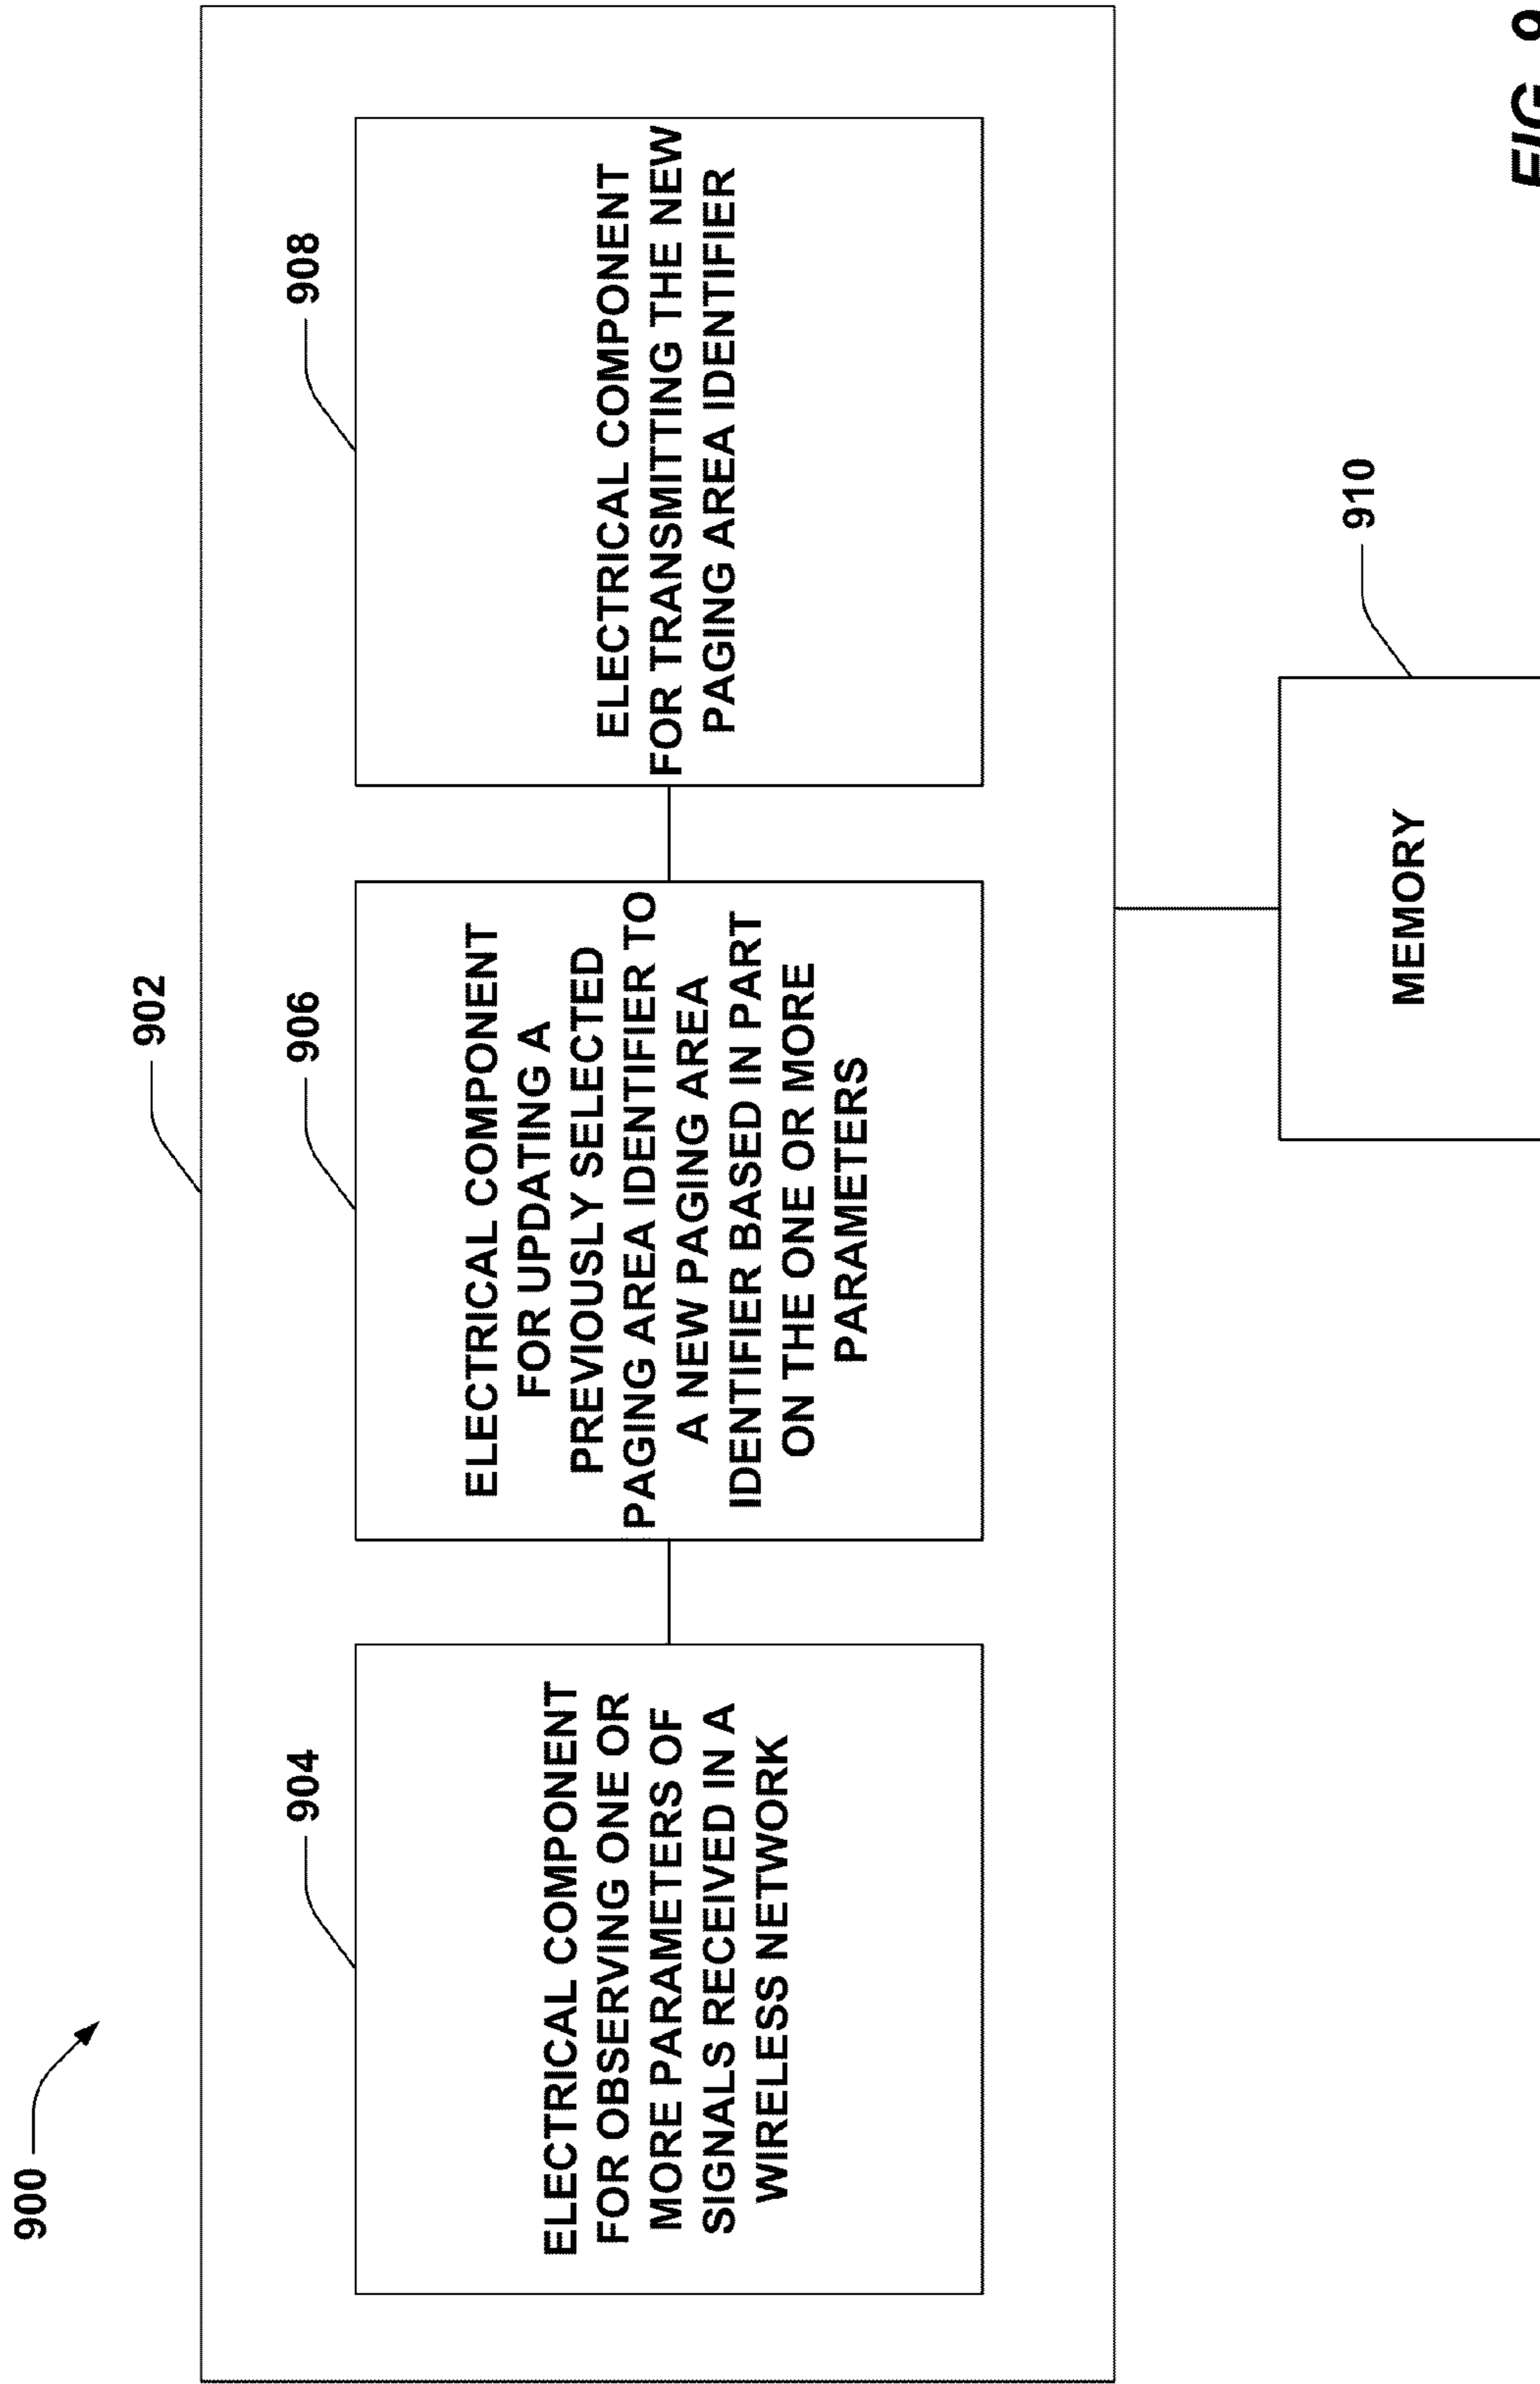 900
902
904
ELECTRICAL COMPONENT
FOR OBSERVING ONE OR
MORE PARAMETERS OF
SIGNALS RECEIVED IN A
WIRELESS NETWORK
906
ELECTRICAL COMPONENT
FOR UPDATING A
PREVIOUSLY SELECTED
PAGING AREA IDENTIFIER TO
A NEW PAGING AREA
IDENTIFIER BASED IN PART
ON THE ONE OR MORE
PARAMETERS
908
ELECTRICAL COMPONENT
FOR TRANSMITTING THE NEW
PAGING AREA IDENTIFIER
910
MEMORY
FIG. 9